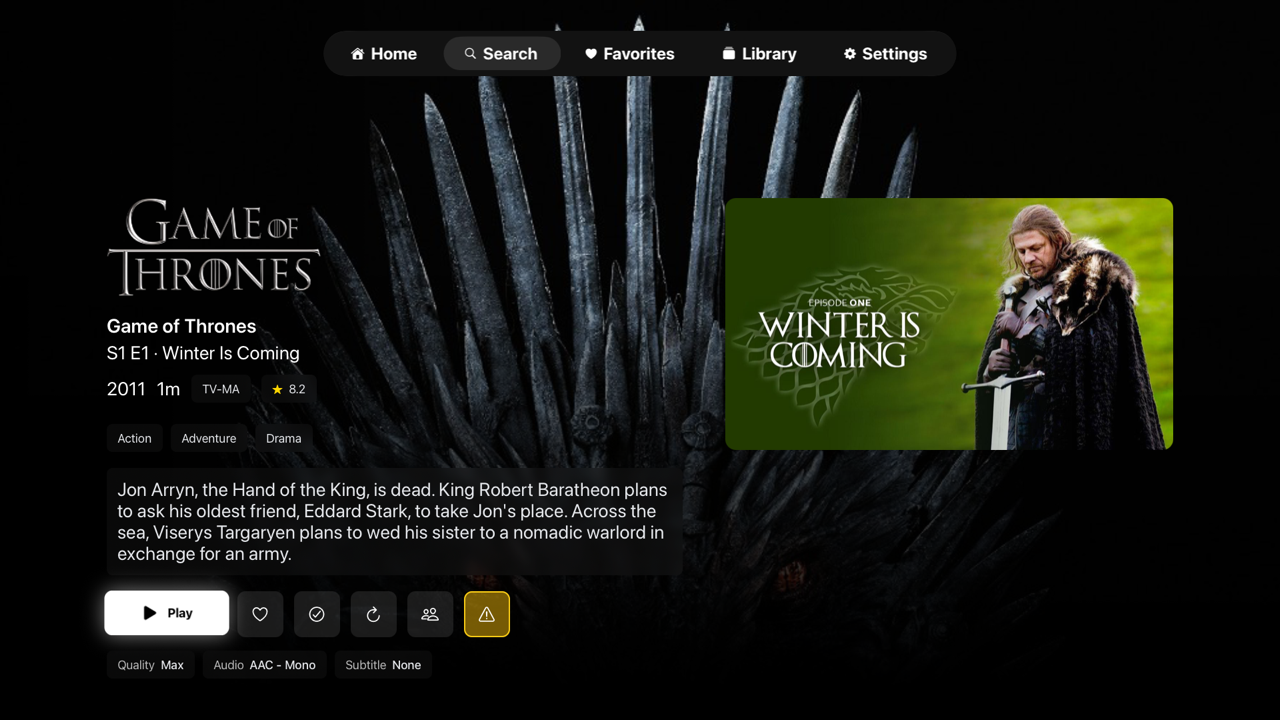 Home Search Favorites Library Settings
GAME OF
THRONES
Game of Thrones
S1 E1 · Winter Is Coming
2011 1m TV-MA 8.2
Action Adventure Drama
Jon Arryn, the Hand of the King, is dead. King Robert Baratheon plans
to ask his oldest friend, Eddard Stark, to take Jon's place. Across the
sea, Viserys Targaryen plans to wed his sister to a nomadic warlord in
exchange for an army.
Play
Quality Max Audio AAC - Mono Subtitle None
EPISODE ONE
WINTER IS
COMING